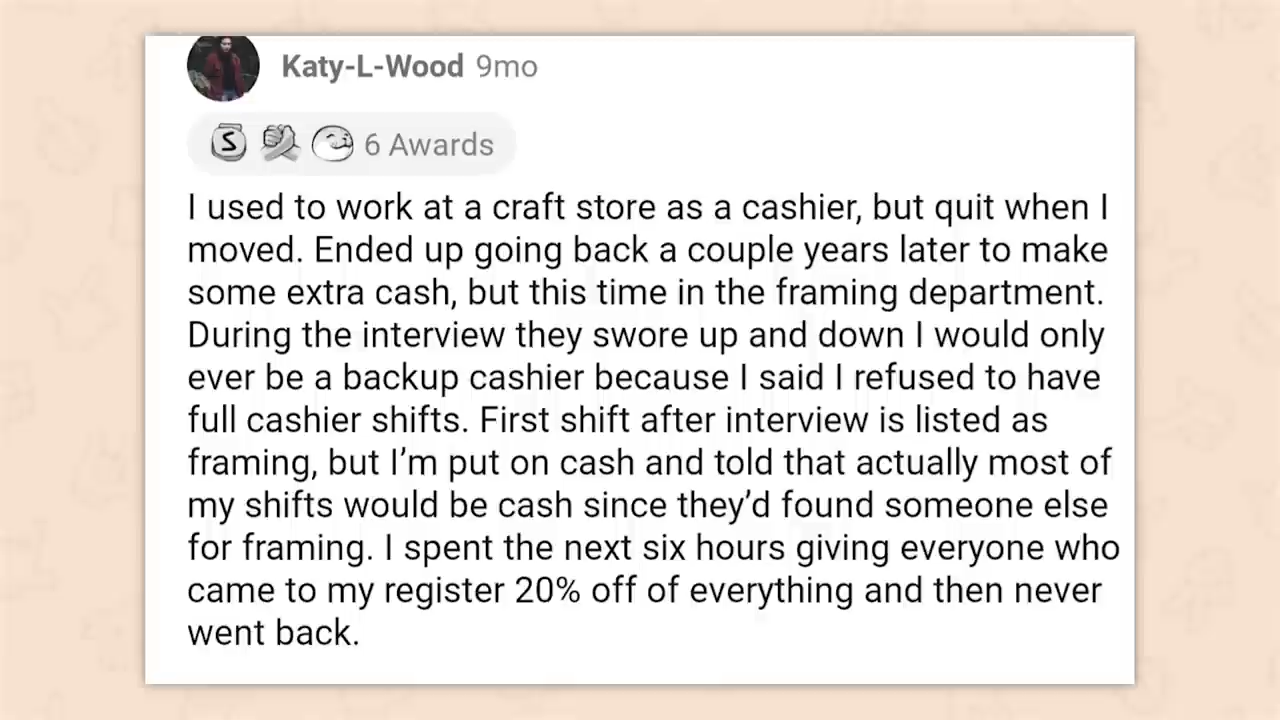 Katy-L-Wood 9mo
S 6 Awards
I used to work at a craft store as a cashier, but quit when I
moved. Ended up going back a couple years later to make
some extra cash, but this time in the framing department.
During the interview they swore up and down I would only
ever be a backup cashier because I said I refused to have
full cashier shifts. First shift after interview is listed as
framing, but I’m put on cash and told that actually most of
my shifts would be cash since they’d found someone else
for framing. I spent the next six hours giving everyone who
came to my register 20% off of everything and then never
went back.